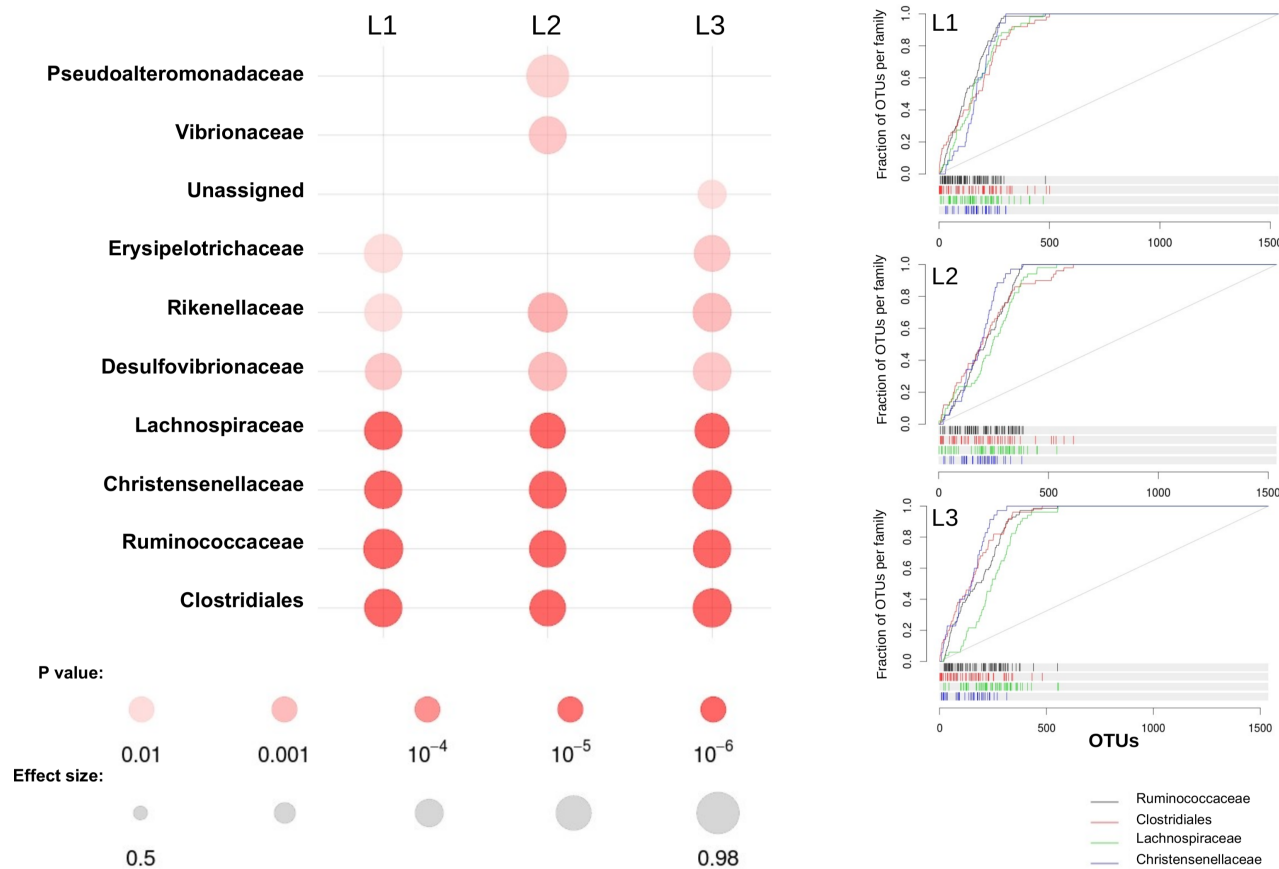 L1 L2 L3
Pseudoalteromonadaceae
Vibrionaceae
Unassigned
Erysipelotrichaceae
Rikenellaceae
Desulfovibrionaceae
Lachnospiraceae
Christensenellaceae
Ruminococcaceae
Clostridiales
P value:
0.01 0.001 10⁻⁴ 10⁻⁵ 10⁻⁶
Effect size:
0.5 0.98
L1
Fraction of OTUs per family
0.0 0.2 0.4 0.6 0.8 1.0
0 500 1000 1500
L2
Fraction of OTUs per family
0.0 0.2 0.4 0.6 0.8 1.0
0 500 1000 1500
L3
Fraction of OTUs per family
0.0 0.2 0.4 0.6 0.8 1.0
0 500 1000 1500
OTUs
Ruminococcaceae
Clostridiales
Lachnospiraceae
Christensenellaceae